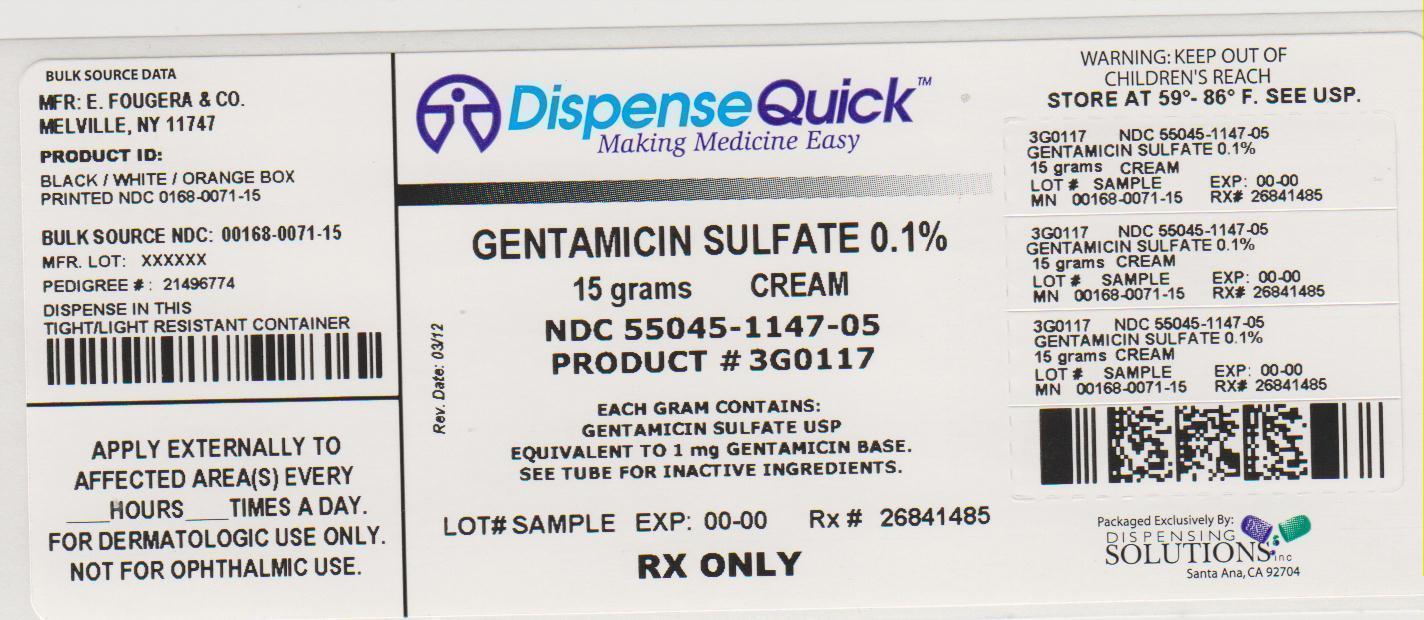 BULK SOURCE DATA
MFR: E. FOUGERA & CO.
MELVILLE, NY 11747
PRODUCT ID:
BLACK / WHITE / ORANGE BOX
PRINTED NDC 0168-0071-15
BULK SOURCE NDC: 00168-0071-15
MFR. LOT: XXXXXX
PEDIGREE # : 21496774
DISPENSE IN THIS
TIGHT/LIGHT RESISTANT CONTAINER
APPLY EXTERNALLY TO
AFFECTED AREA(S) EVERY
___HOURS ___TIMES A DAY.
FOR DERMATOLOGIC USE ONLY.
NOT FOR OPHTHALMIC USE.
DispenseQuick™
Making Medicine Easy
GENTAMICIN SULFATE 0.1%
15 grams CREAM
NDC 55045-1147-05
PRODUCT # 3G0117
Rev. Date: 03/12
EACH GRAM CONTAINS:
GENTAMICIN SULFATE USP
EQUIVALENT TO 1 mg GENTAMICIN BASE.
SEE TUBE FOR INACTIVE INGREDIENTS.
LOT# SAMPLE EXP: 00-00 Rx # 26841485
RX ONLY
WARNING: KEEP OUT OF
CHILDREN'S REACH
STORE AT 59°- 86° F. SEE USP.
3G0117 NDC 55045-1147-05
GENTAMICIN SULFATE 0.1%
15 grams CREAM
LOT # SAMPLE EXP: 00-00
MN 00168-0071-15 RX# 26841485
3G0117 NDC 55045-1147-05
GENTAMICIN SULFATE 0.1%
15 grams CREAM
LOT # SAMPLE EXP: 00-00
MN 00168-0071-15 RX# 26841485
3G0117 NDC 55045-1147-05
GENTAMICIN SULFATE 0.1%
15 grams CREAM
LOT # SAMPLE EXP: 00-00
MN 00168-0071-15 RX# 26841485
Packaged Exclusively By:
DISPENSING
SOLUTIONS inc
Santa Ana, CA 92704